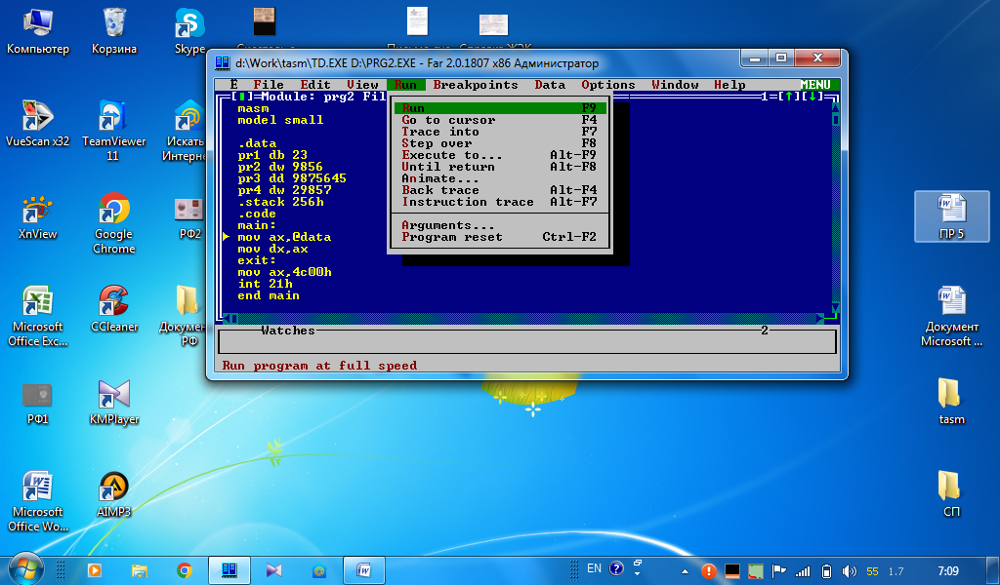 Компьютер
Корзина
Skype
d:\Work\tasm\TD.EXE D:\PRG2.EXE - Far 2.0.1807 x86 Администратор
E File Edit View Run Breakpoints Data Options Window Help MENU
[▪]=Module: prg2 Fil 1=[↑][↓]
masm
model small
.data
pr1 db 23
pr2 dw 9856
pr3 dd 9875645
pr4 dw 29857
.stack 256h
.code
main:
mov ax,@data
mov dx,ax
exit:
mov ax,4c00h
int 21h
end main
Run F9
Go to cursor F4
Trace into F7
Step over F8
Execute to... Alt-F9
Until return Alt-F8
Animate...
Back trace Alt-F4
Instruction trace Alt-F7
Arguments...
Program reset Ctrl-F2
Watches 2
Run program at full speed
VueScan x32
TeamViewer
11
Искать
Интерн
XnView
Google
Chrome
РФ2
Microsoft
Office Exc...
CCleaner
Докумен
РФ
РФ1
KMPlayer
Microsoft
Office Wo...
AIMP3
ПР 5
Документ
Microsoft ...
tasm
СП
EN
55
1.7
7:09